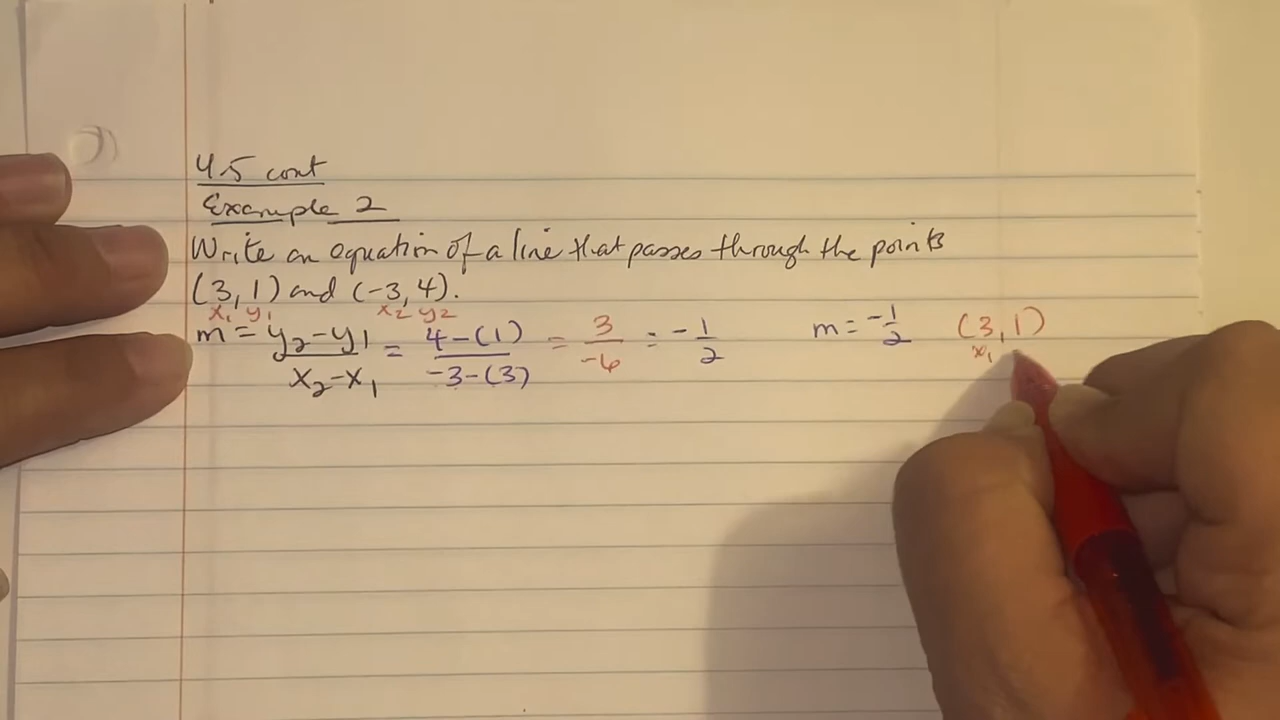 4.5 cont
Example 2
Write an equation of a line that passes through the points
(3, 1) and (-3, 4).
x₁ y₁ x₂ y₂
m = y₂ - y₁ / x₂ - x₁ = 4 - (1) / -3 - (3) = 3 / -6 = - 1/2 m = -1/2 (3, 1)
x₁